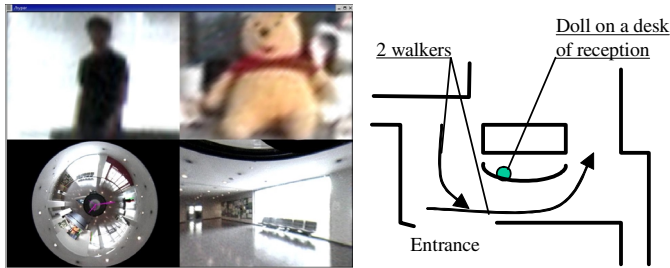 2 walkers
Doll on a desk
of reception
Entrance